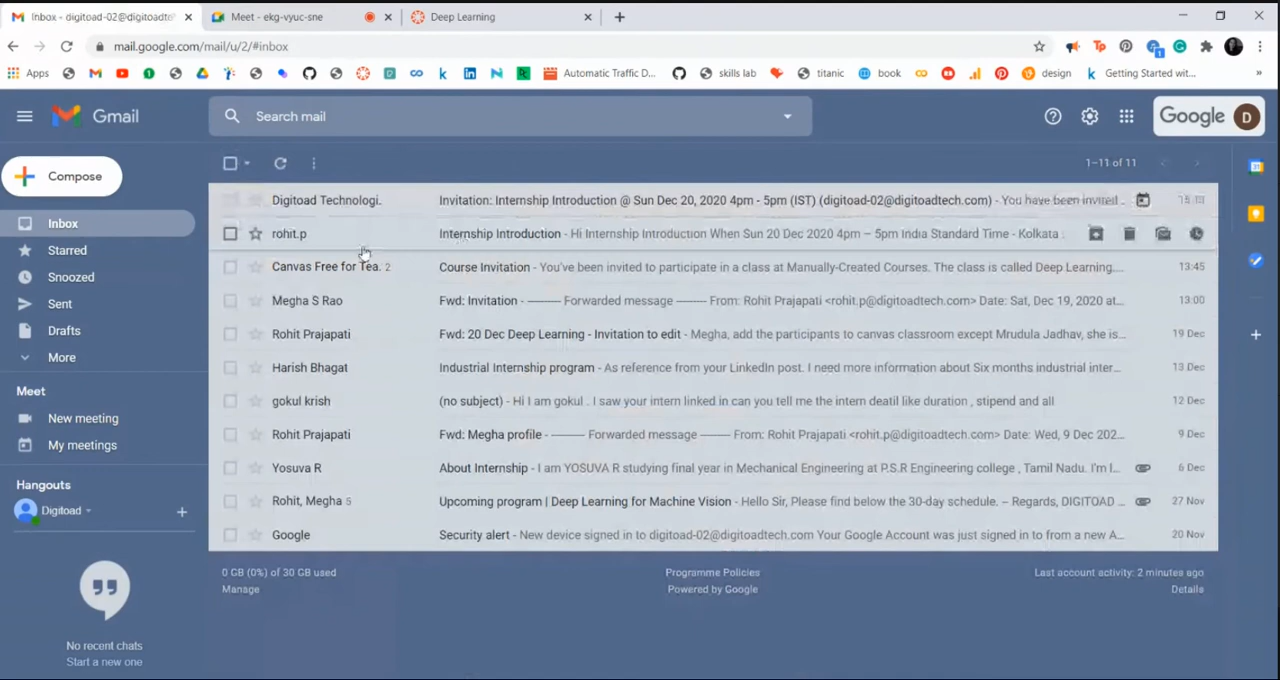 Inbox - digitoad-02@digitoadte
Meet - ekg-vyuc-sne
Deep Learning
mail.google.com/mail/u/2/#inbox
Apps
Automatic Traffic D...
skills lab
titanic
book
design
Getting Started wit...
Gmail
Search mail
Google D
Compose
1–11 of 11
Inbox
Starred
Snoozed
Sent
Drafts
More
Meet
New meeting
My meetings
Hangouts
Digitoad
No recent chats
Start a new one
Digitoad Technologi. Invitation: Internship Introduction @ Sun Dec 20, 2020 4pm - 5pm (IST) (digitoad-02@digitoadtech.com) - You have been invited
rohit.p Internship Introduction - Hi Internship Introduction When Sun 20 Dec 2020 4pm – 5pm India Standard Time - Kolkata
Canvas Free for Tea. 2 Course Invitation - You've been invited to participate in a class at Manually-Created Courses. The class is called Deep Learning.... 13:45
Megha S Rao Fwd: Invitation - ---------- Forwarded message --------- From: Rohit Prajapati <rohit.p@digitoadtech.com> Date: Sat, Dec 19, 2020 at... 13:00
Rohit Prajapati Fwd: 20 Dec Deep Learning - Invitation to edit - Megha, add the participants to canvas classroom except Mrudula Jadhav, she is... 19 Dec
Harish Bhagat Industrial Internship program - As reference from your LinkedIn post. I need more information about Six months industrial inter... 13 Dec
gokul krish (no subject) - Hi I am gokul . I saw your intern linked in can you tell me the intern deatil like duration , stipend and all 12 Dec
Rohit Prajapati Fwd: Megha profile - ---------- Forwarded message --------- From: Rohit Prajapati <rohit.p@digitoadtech.com> Date: Wed, 9 Dec 202... 9 Dec
Yosuva R About Internship - I am YOSUVA R studying final year in Mechanical Engineering at P.S.R Engineering college , Tamil Nadu. I'm I... 6 Dec
Rohit, Megha 5 Upcoming program | Deep Learning for Machine Vision - Hello Sir, Please find below the 30-day schedule. – Regards, DIGITOAD ... 27 Nov
Google Security alert - New device signed in to digitoad-02@digitoadtech.com Your Google Account was just signed in to from a new A... 20 Nov
0 GB (0%) of 30 GB used
Manage
Programme Policies
Powered by Google
Last account activity: 2 minutes ago
Details